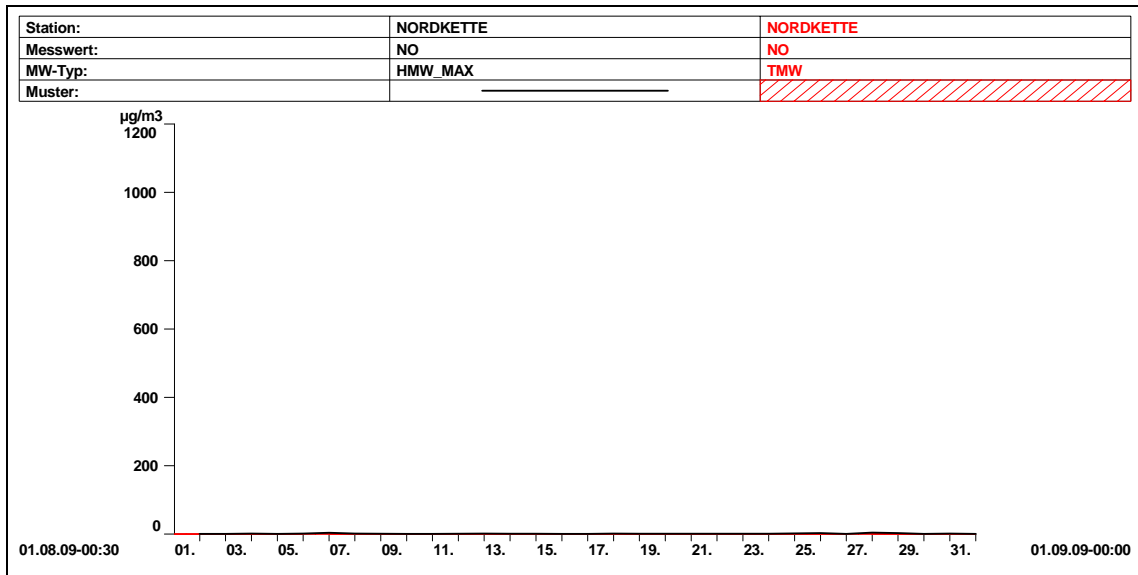 Station: NORDKETTE NORDKETTE
Messwert: NO NO
MW-Typ: HMW_MAX TMW
Muster:
µg/m3
1200
1000
800
600
400
200
0
01.08.09-00:30 01. 03. 05. 07. 09. 11. 13. 15. 17. 19. 21. 23. 25. 27. 29. 31. 01.09.09-00:00